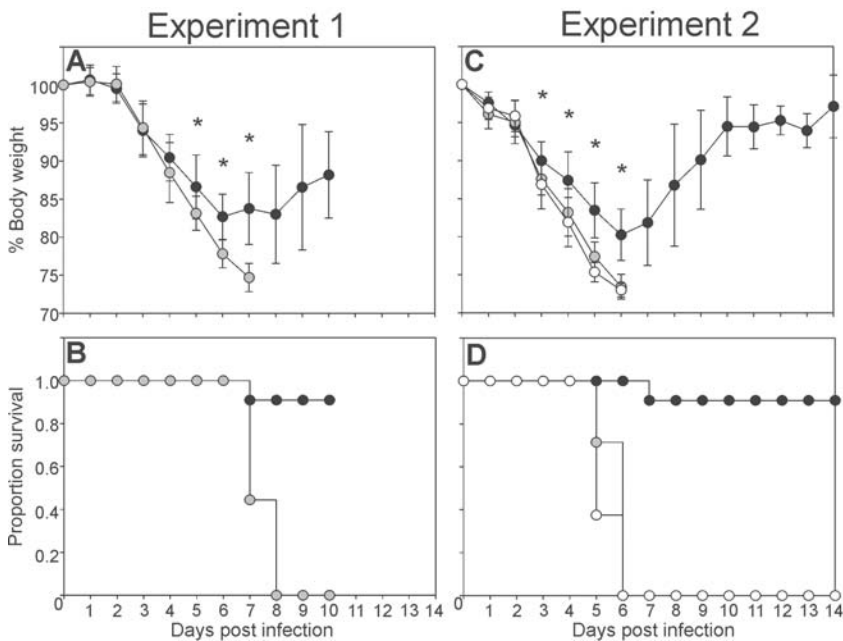 Experiment 1
Experiment 2
A
C
* * *
* * * *
100
95
90
85
80
75
70
% Body weight
B
D
1.0
0.8
0.6
0.4
0.2
0
Proportion survival
1 2 3 4 5 6 7 8 9 10 11 12 13 14
0 1 2 3 4 5 6 7 8 9 10 11 12 13 14
Days post infection
Days post infection